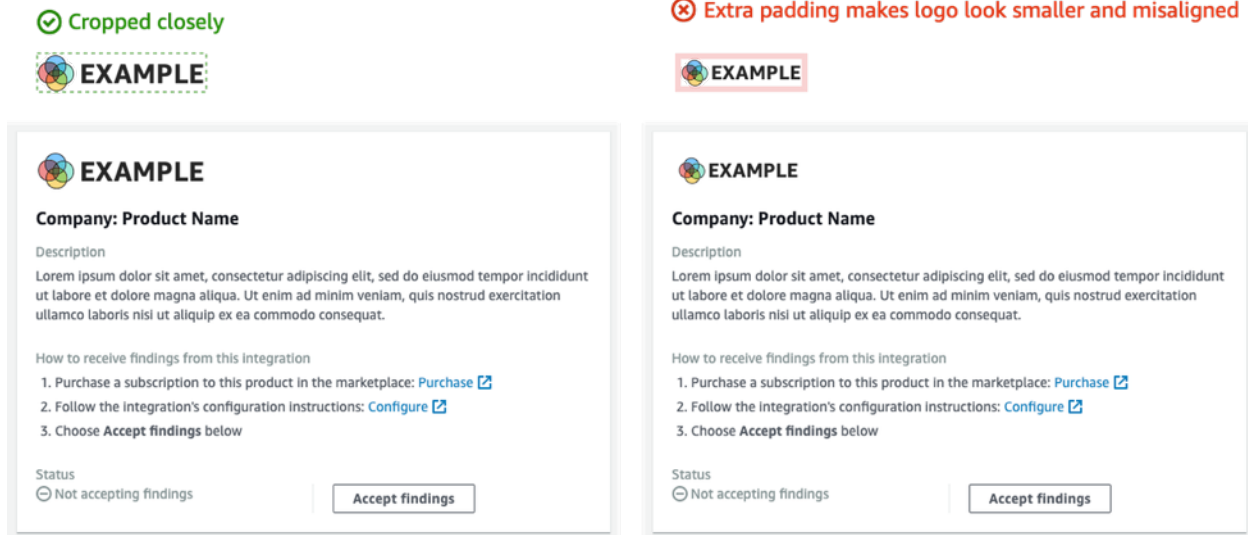 Cropped closely
EXAMPLE
EXAMPLE
Company: Product Name
Description
Lorem ipsum dolor sit amet, consectetur adipiscing elit, sed do eiusmod tempor incididunt
ut labore et dolore magna aliqua. Ut enim ad minim veniam, quis nostrud exercitation
ullamco laboris nisi ut aliquip ex ea commodo consequat.
How to receive findings from this integration
1. Purchase a subscription to this product in the marketplace: Purchase
2. Follow the integration's configuration instructions: Configure
3. Choose Accept findings below
Status
Not accepting findings
Accept findings
Extra padding makes logo look smaller and misaligned
EXAMPLE
EXAMPLE
Company: Product Name
Description
Lorem ipsum dolor sit amet, consectetur adipiscing elit, sed do eiusmod tempor incididunt
ut labore et dolore magna aliqua. Ut enim ad minim veniam, quis nostrud exercitation
ullamco laboris nisi ut aliquip ex ea commodo consequat.
How to receive findings from this integration
1. Purchase a subscription to this product in the marketplace: Purchase
2. Follow the integration's configuration instructions: Configure
3. Choose Accept findings below
Status
Not accepting findings
Accept findings